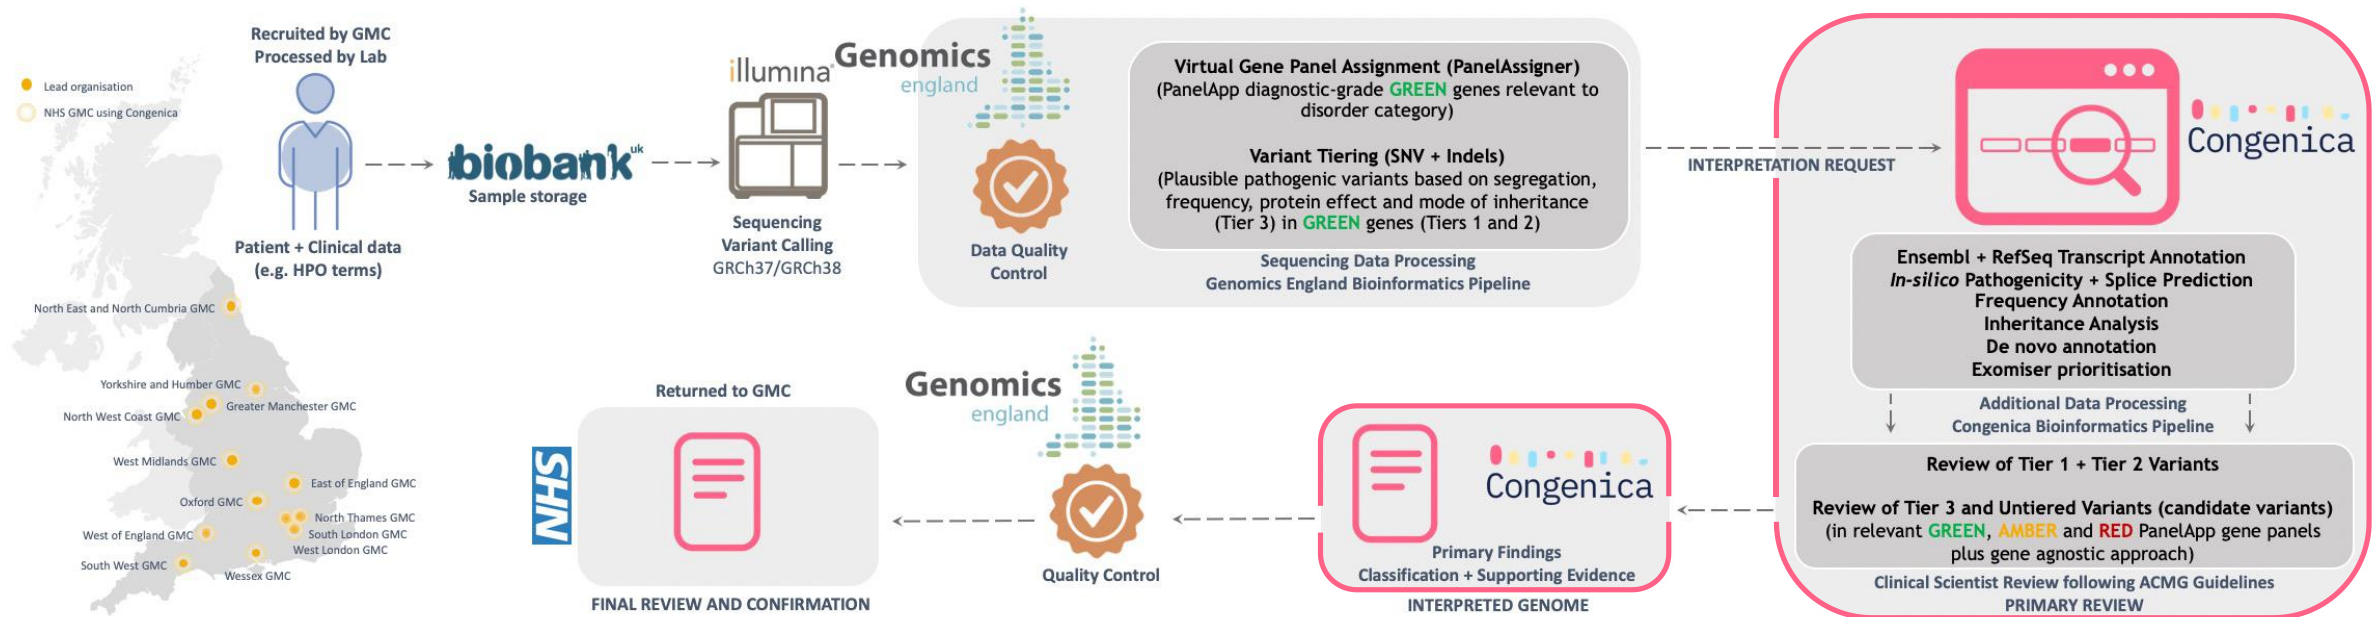 Recruited by GMC
Processed by Lab
Lead organisation
NHS GMC using Congenica
Patient + Clinical data
(e.g. HPO terms)
biobank uk
Sample storage
illumina®
Sequencing
Variant Calling
GRCh37/GRCh38
Genomics
england
Data Quality
Control
Virtual Gene Panel Assignment (PanelAssigner)
(PanelApp diagnostic-grade GREEN genes relevant to
disorder category)
Variant Tiering (SNV + Indels)
(Plausible pathogenic variants based on segregation,
frequency, protein effect and mode of inheritance
(Tier 3) in GREEN genes (Tiers 1 and 2)
Sequencing Data Processing
Genomics England Bioinformatics Pipeline
INTERPRETATION REQUEST
Congenica
Ensembl + RefSeq Transcript Annotation
In-silico Pathogenicity + Splice Prediction
Frequency Annotation
Inheritance Analysis
De novo annotation
Exomiser prioritisation
Additional Data Processing
Congenica Bioinformatics Pipeline
Review of Tier 1 + Tier 2 Variants
Review of Tier 3 and Untiered Variants (candidate variants)
(in relevant GREEN, AMBER and RED PanelApp gene panels
plus gene agnostic approach)
Clinical Scientist Review following ACMG Guidelines
PRIMARY REVIEW
Congenica
Primary Findings
Classification + Supporting Evidence
INTERPRETED GENOME
Genomics
england
Quality Control
Returned to GMC
NHS
FINAL REVIEW AND CONFIRMATION
North East and North Cumbria GMC
Yorkshire and Humber GMC
Greater Manchester GMC
North West Coast GMC
West Midlands GMC
East of England GMC
Oxford GMC
North Thames GMC
South London GMC
West of England GMC
West London GMC
South West GMC
Wessex GMC